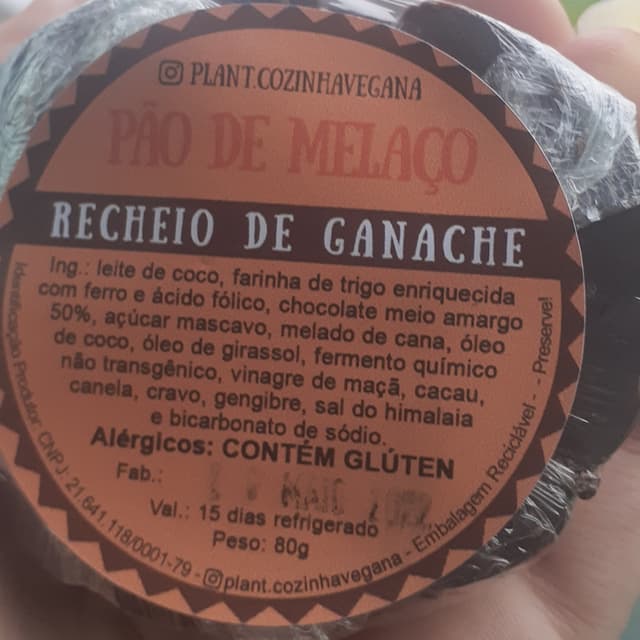 PLANT.COZINHAVEGANA
PÃO DE MELAÇO
RECHEIO DE GANACHE
Ing.: leite de coco, farinha de trigo enriquecida
com ferro e ácido fólico, chocolate meio amargo
50%, açúcar mascavo, melado de cana, óleo
de coco, óleo de girassol, fermento químico
não transgênico, vinagre de maçã, cacau,
canela, cravo, gengibre, sal do himalaia
e bicarbonato de sódio.
Alérgicos: CONTÉM GLÚTEN
Fab.: MAIO 2022
Val.: 15 dias refrigerado
Peso: 80g
Identificação Produtor: CNPJ: 21.641.118/0001-79 - plant.cozinhavegana - Embalagem Reciclável - - Preserve!